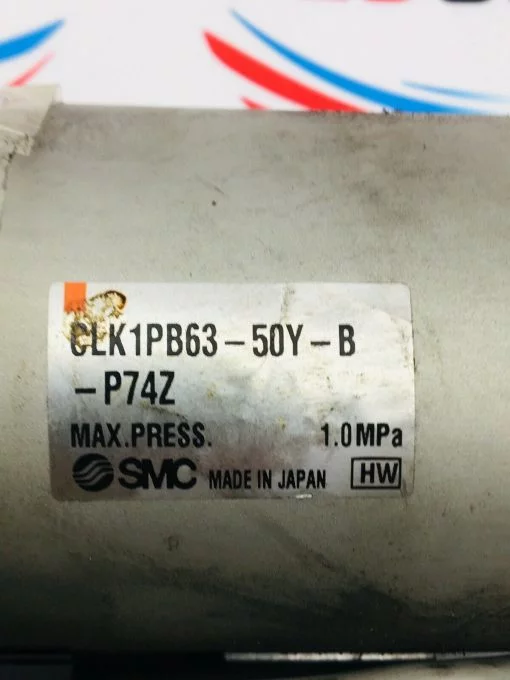 CLK1PB63-50Y-B
-P74Z
MAX.PRESS. 1.0MPa
SMC MADE IN JAPAN HW